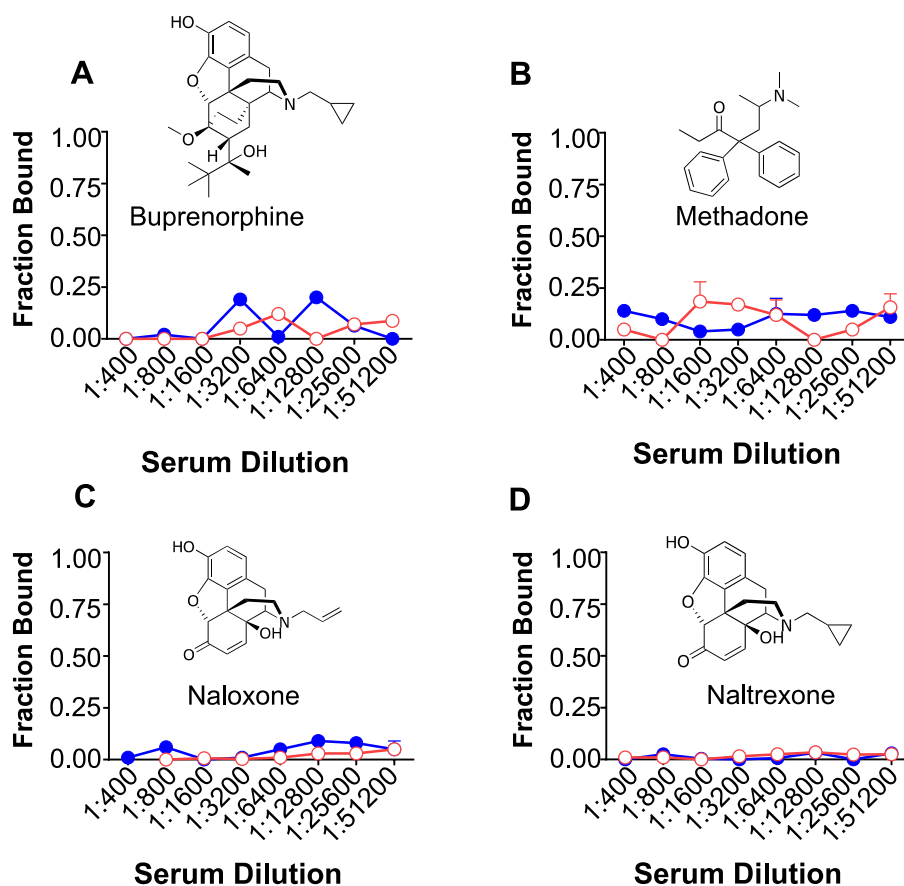 A
HO
O
N
O
H
OH
1.00
0.75
0.50
0.25
0.00
Fraction Bound
Buprenorphine
1:400
1:800
1:1600
1:3200
1:6400
1:12800
1:25600
1:51200
Serum Dilution
B
N
O
1.00
0.75
0.50
0.25
0.00
Fraction Bound
Methadone
1:400
1:800
1:1600
1:3200
1:6400
1:12800
1:25600
1:51200
Serum Dilution
C
HO
O
N
OH
O
1.00
0.75
0.50
0.25
0.00
Fraction Bound
Naloxone
1:400
1:800
1:1600
1:3200
1:6400
1:12800
1:25600
1:51200
Serum Dilution
D
HO
O
N
OH
O
1.00
0.75
0.50
0.25
0.00
Fraction Bound
Naltrexone
1:400
1:800
1:1600
1:3200
1:6400
1:12800
1:25600
1:51200
Serum Dilution